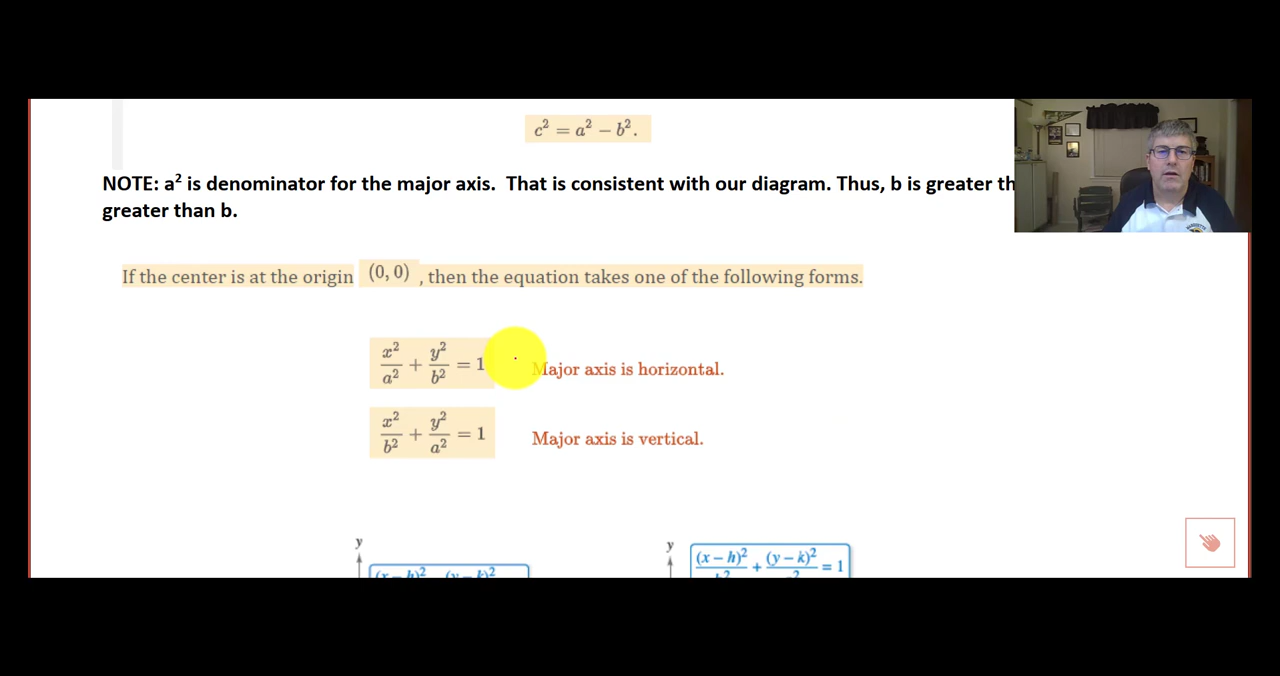 c² = a² − b².
NOTE: a² is denominator for the major axis.  That is consistent with our diagram. Thus, b is greater
greater than b.
If the center is at the origin (0, 0) , then the equation takes one of the following forms.
x²/a² + y²/b² = 1 Major axis is horizontal.
x²/b² + y²/a² = 1 Major axis is vertical.
y
y
(x − h)² (y − k)²
(x − h)² + (y − k)² = 1